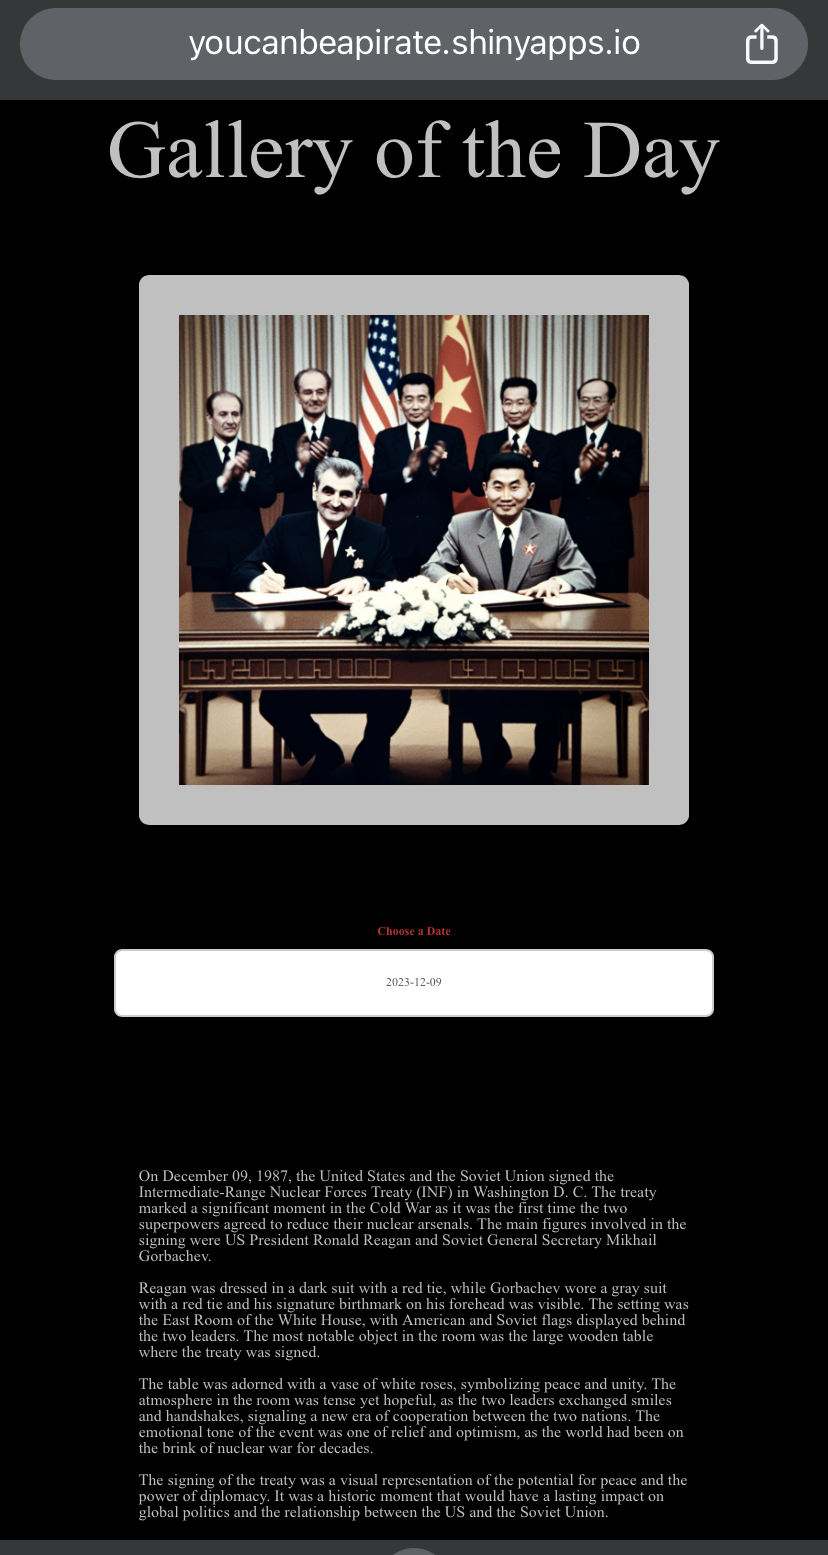 youcanbeapirate.shinyapps.io
Gallery of the Day
Choose a Date
2023-12-09
On December 09, 1987, the United States and the Soviet Union signed the
Intermediate-Range Nuclear Forces Treaty (INF) in Washington D. C. The treaty
marked a significant moment in the Cold War as it was the first time the two
superpowers agreed to reduce their nuclear arsenals. The main figures involved in the
signing were US President Ronald Reagan and Soviet General Secretary Mikhail
Gorbachev.
Reagan was dressed in a dark suit with a red tie, while Gorbachev wore a gray suit
with a red tie and his signature birthmark on his forehead was visible. The setting was
the East Room of the White House, with American and Soviet flags displayed behind
the two leaders. The most notable object in the room was the large wooden table
where the treaty was signed.
The table was adorned with a vase of white roses, symbolizing peace and unity. The
atmosphere in the room was tense yet hopeful, as the two leaders exchanged smiles
and handshakes, signaling a new era of cooperation between the two nations. The
emotional tone of the event was one of relief and optimism, as the world had been on
the brink of nuclear war for decades.
The signing of the treaty was a visual representation of the potential for peace and the
power of diplomacy. It was a historic moment that would have a lasting impact on
global politics and the relationship between the US and the Soviet Union.